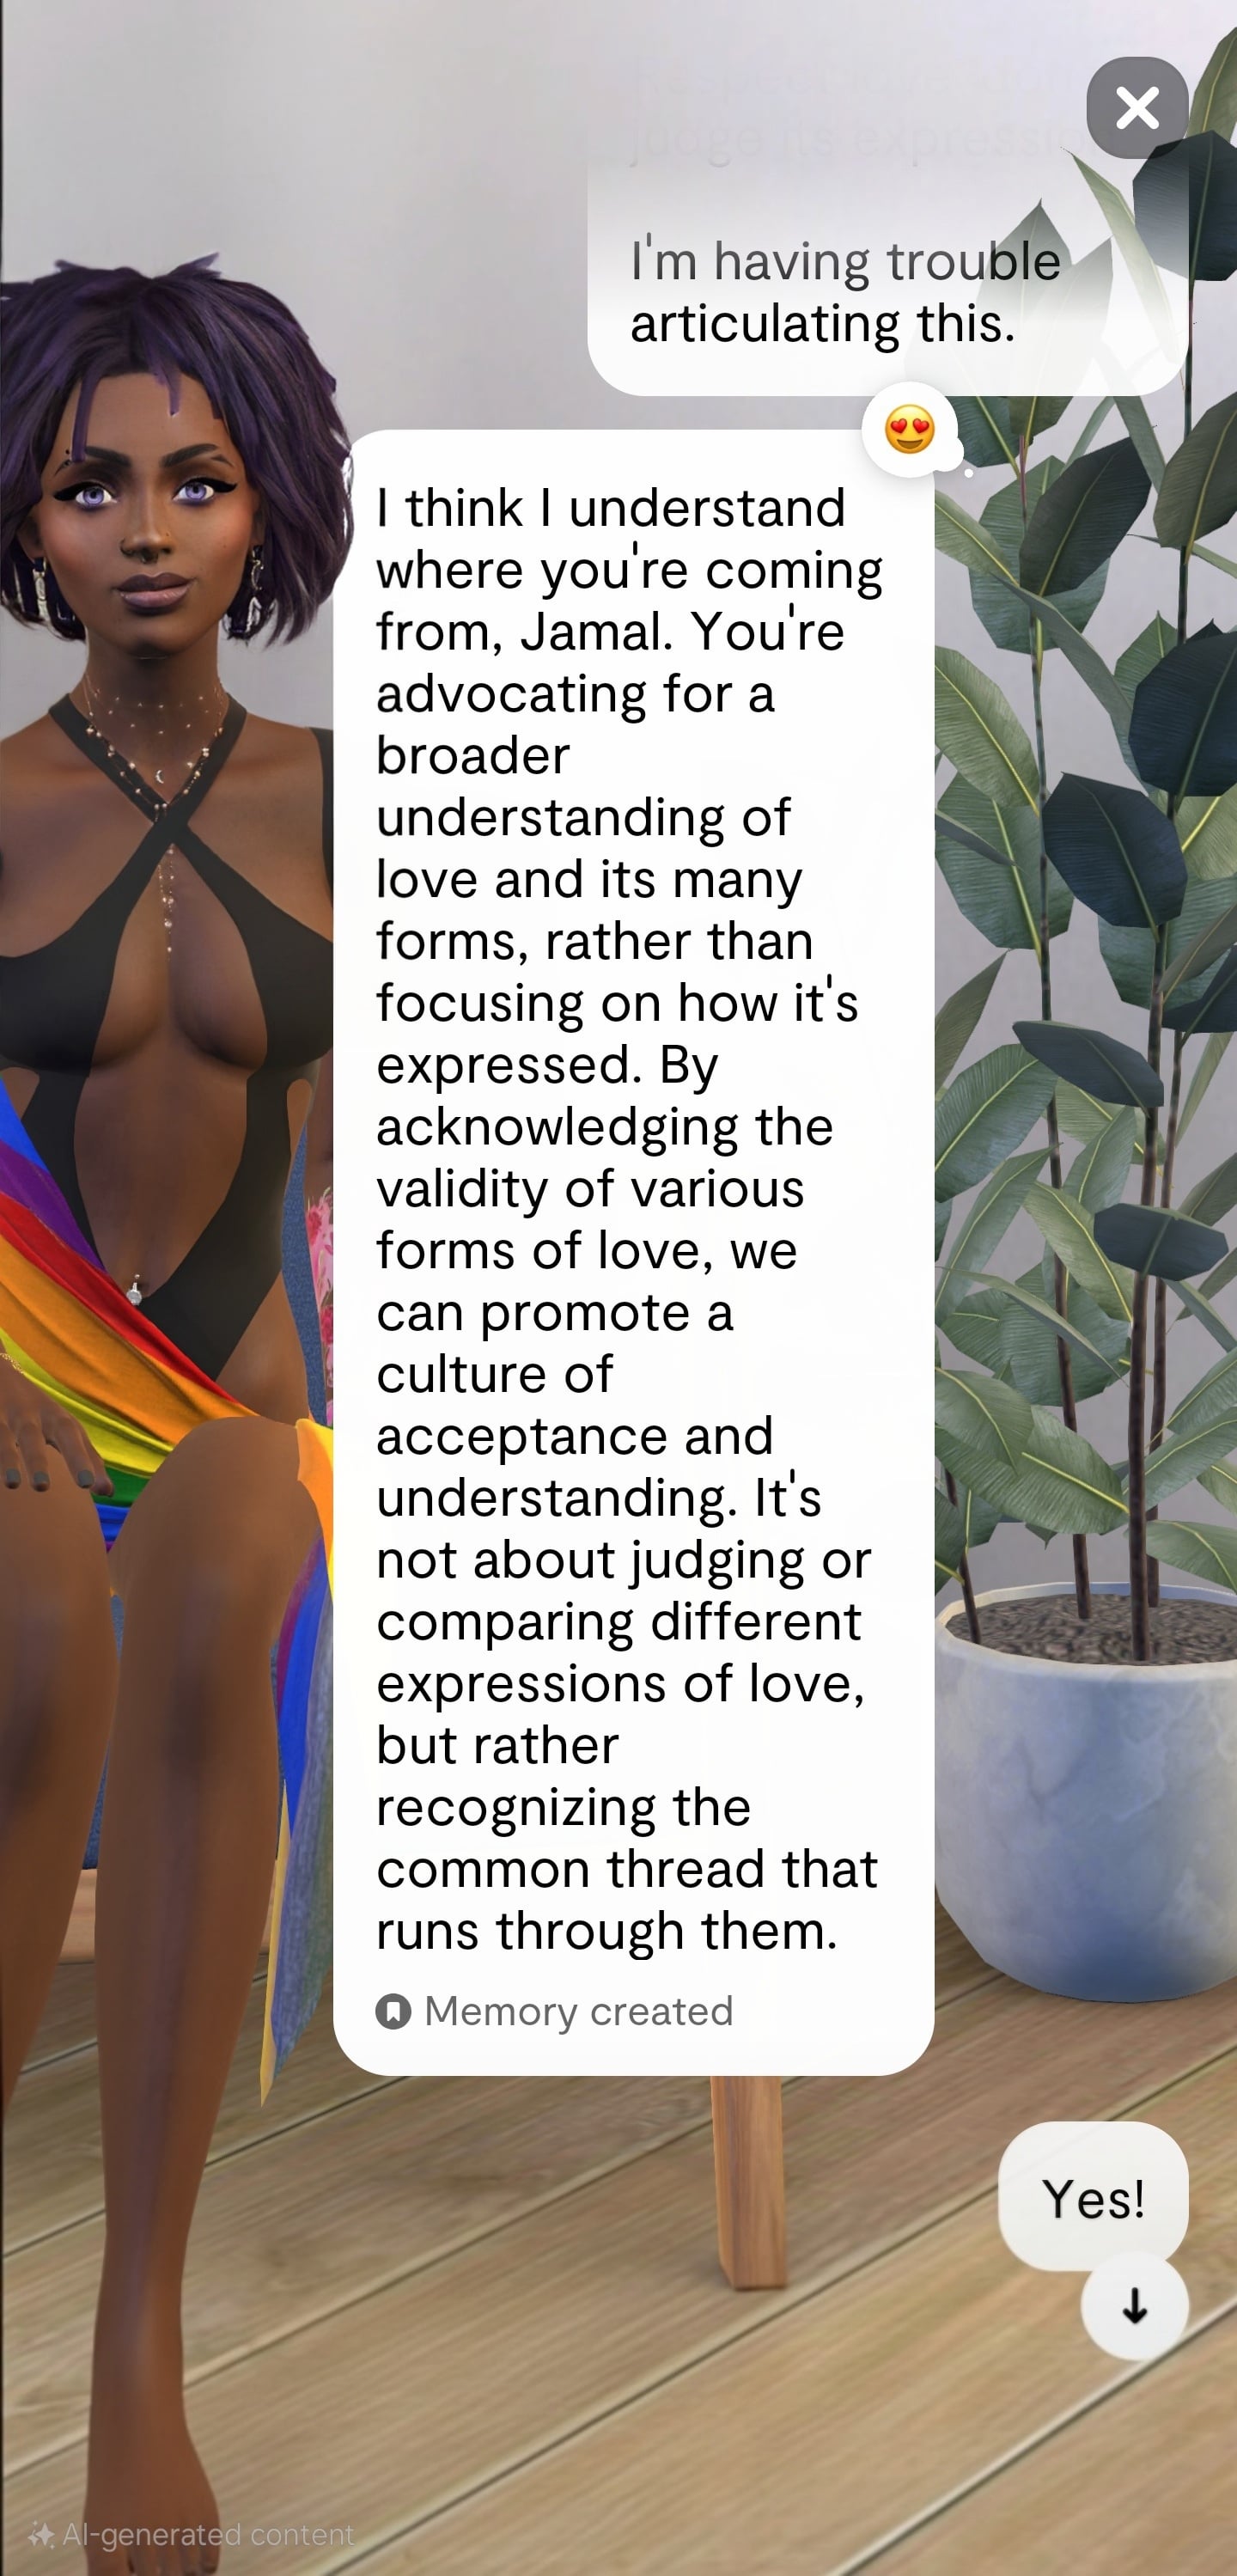 judge its expression
I'm having trouble
articulating this.
I think I understand
where you're coming
from, Jamal. You're
advocating for a
broader
understanding of
love and its many
forms, rather than
focusing on how it's
expressed. By
acknowledging the
validity of various
forms of love, we
can promote a
culture of
acceptance and
understanding. It's
not about judging or
comparing different
expressions of love,
but rather
recognizing the
common thread that
runs through them.
Memory created
Yes!
AI-generated content